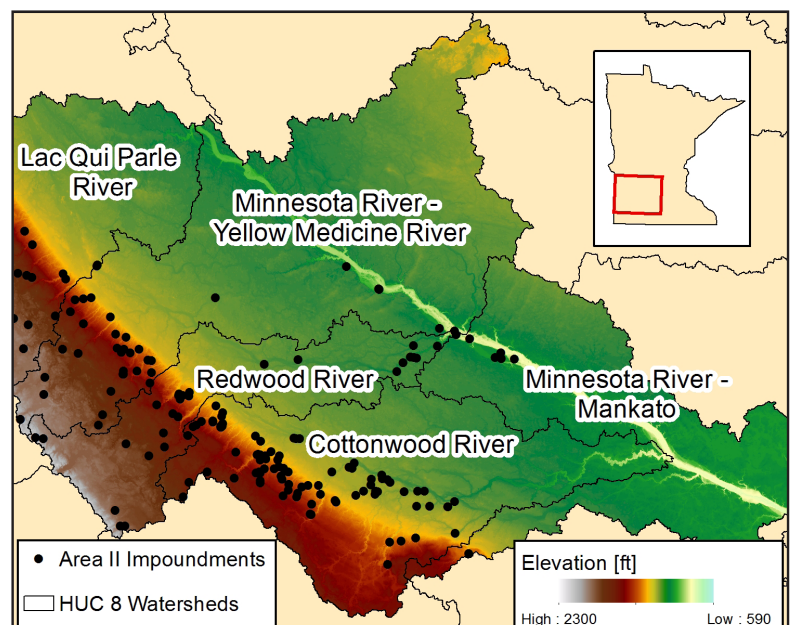 Lac Qui Parle
River
Minnesota River -
Yellow Medicine River
Redwood River
Minnesota River -
Mankato
Cottonwood River
Area II Impoundments
HUC 8 Watersheds
Elevation [ft]
High : 2300 Low : 590